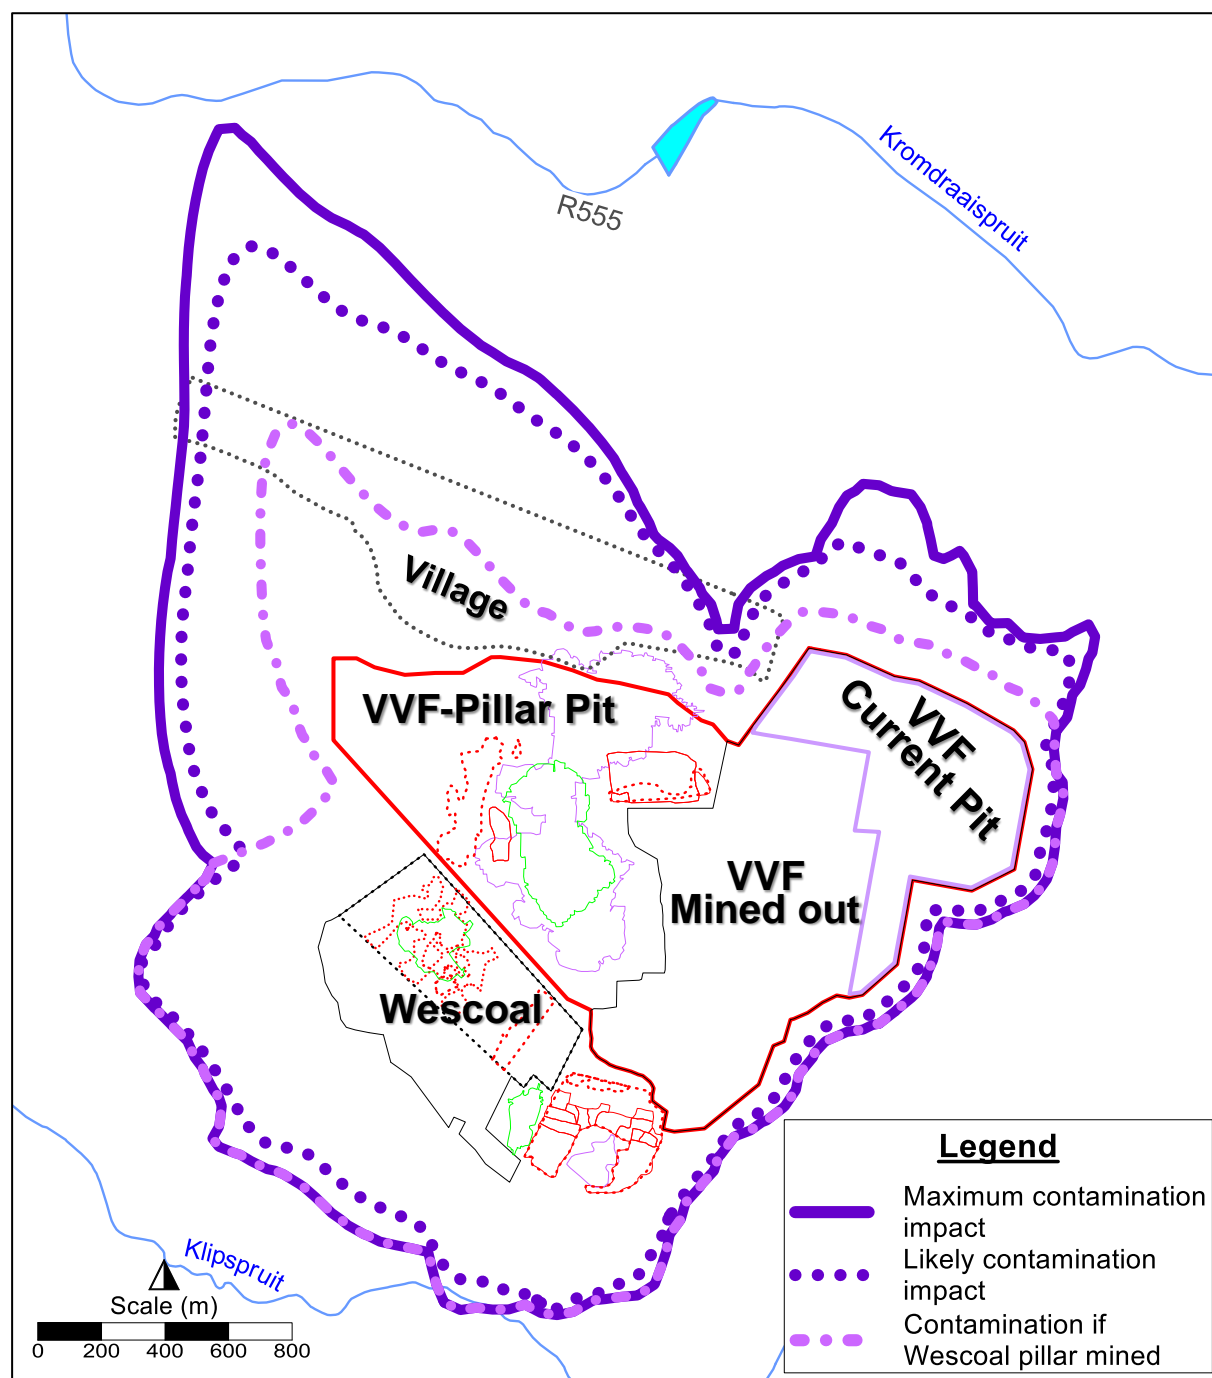 Kromdraaispruit
R555
Village
VVF-Pillar Pit
VVF
Current Pit
VVF
Mined out
Wescoal
Klipspruit
Scale (m)
0 200 400 600 800
Legend
Maximum contamination
impact
Likely contamination
impact
Contamination if
Wescoal pillar mined